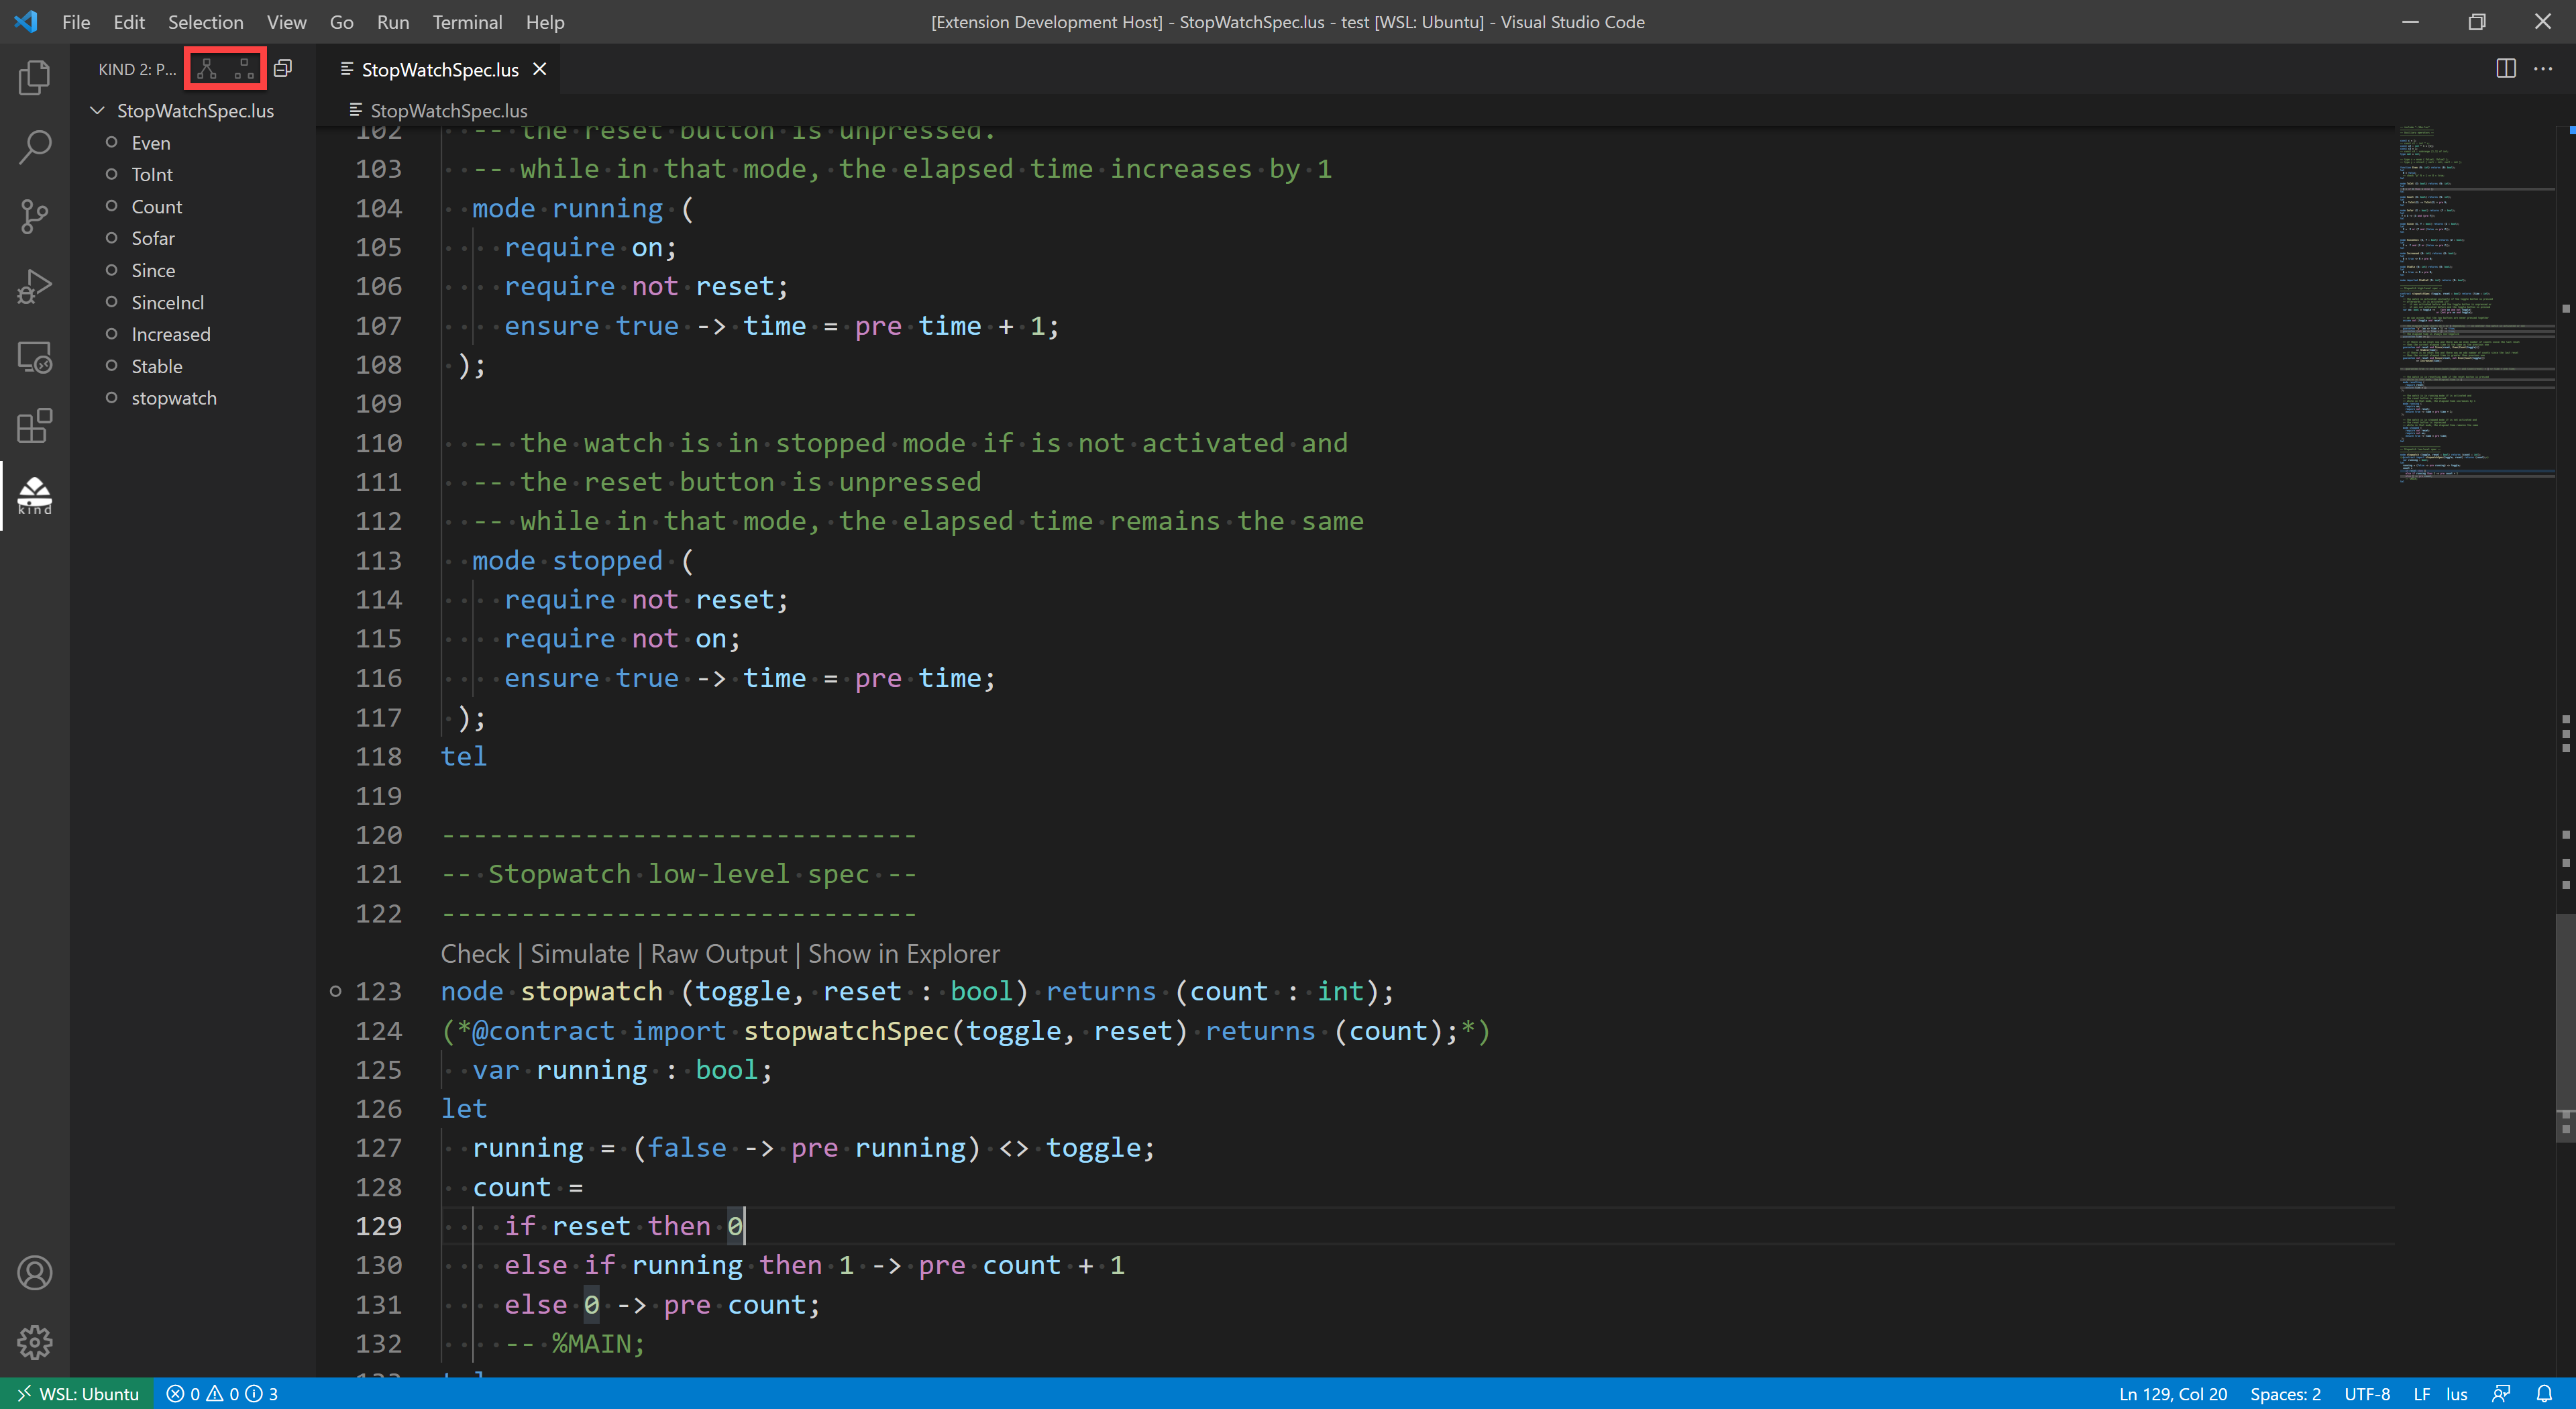 File Edit Selection View Go Run Terminal Help
[Extension Development Host] - StopWatchSpec.lus - test [WSL: Ubuntu] - Visual Studio Code
KIND 2: P...
StopWatchSpec.lus
Even
ToInt
Count
Sofar
Since
SinceIncl
Increased
Stable
stopwatch
kind
StopWatchSpec.lus
StopWatchSpec.lus
102 -- the reset button is unpressed.
103 -- while in that mode, the elapsed time increases by 1
104 mode running (
105 require on;
106 require not reset;
107 ensure true -> time = pre time + 1;
108 );
109
110 -- the watch is in stopped mode if is not activated and
111 -- the reset button is unpressed
112 -- while in that mode, the elapsed time remains the same
113 mode stopped (
114 require not reset;
115 require not on;
116 ensure true -> time = pre time;
117 );
118 tel
119
120 ------------------------------
121 -- Stopwatch low-level spec --
122 ------------------------------
Check | Simulate | Raw Output | Show in Explorer
123 node stopwatch (toggle, reset : bool) returns (count : int);
124 (*@contract import stopwatchSpec(toggle, reset) returns (count);*)
125 var running : bool;
126 let
127 running = (false -> pre running) <> toggle;
128 count =
129 if reset then 0
130 else if running then 1 -> pre count + 1
131 else 0 -> pre count;
132 -- %MAIN;
WSL: Ubuntu 0 0 3
Ln 129, Col 20 Spaces: 2 UTF-8 LF lus